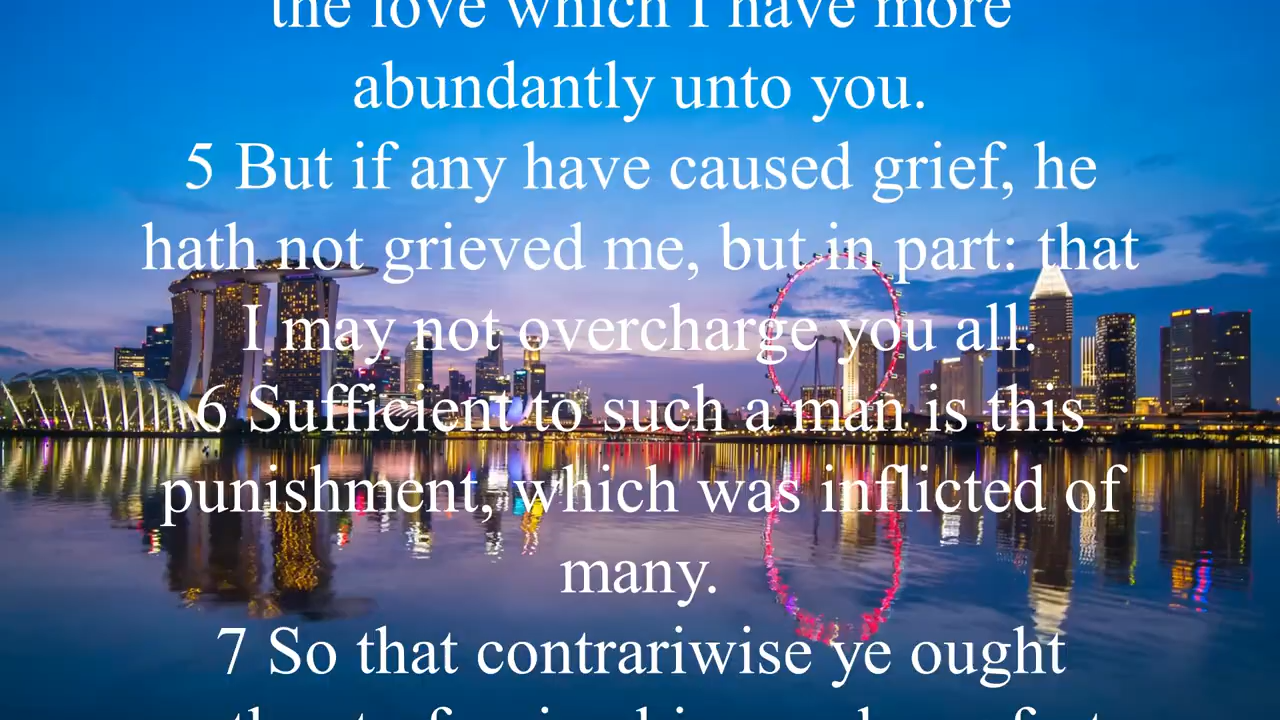 the love which I have more
abundantly unto you.
5 But if any have caused grief, he
hath not grieved me, but in part: that
I may not overcharge you all.
6 Sufficient to such a man is this
punishment, which was inflicted of
many.
7 So that contrariwise ye ought